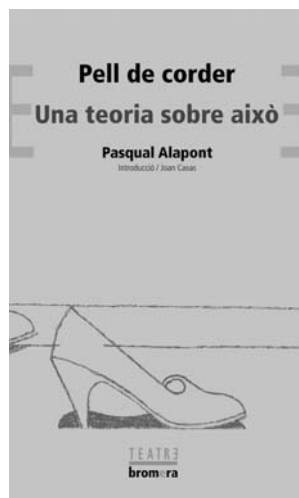 Pell de corder
Una teoria sobre això
Pasqual Alapont
Introducció / Joan Casas
TEATRE
bromera